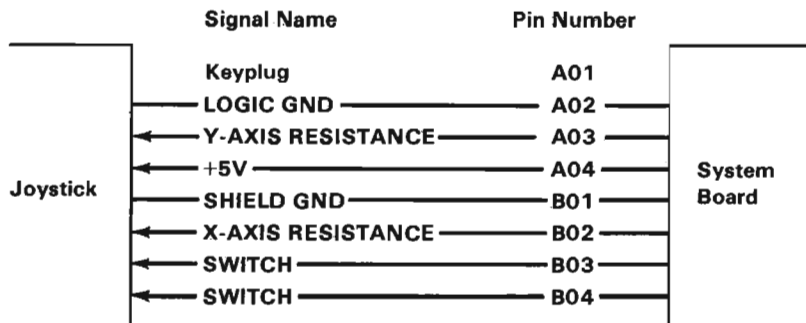 Signal Name Pin Number
Keyplug A01
LOGIC GND A02
Y-AXIS RESISTANCE A03
+5V A04
Joystick System
SHIELD GND B01 Board
X-AXIS RESISTANCE B02
SWITCH B03
SWITCH B04